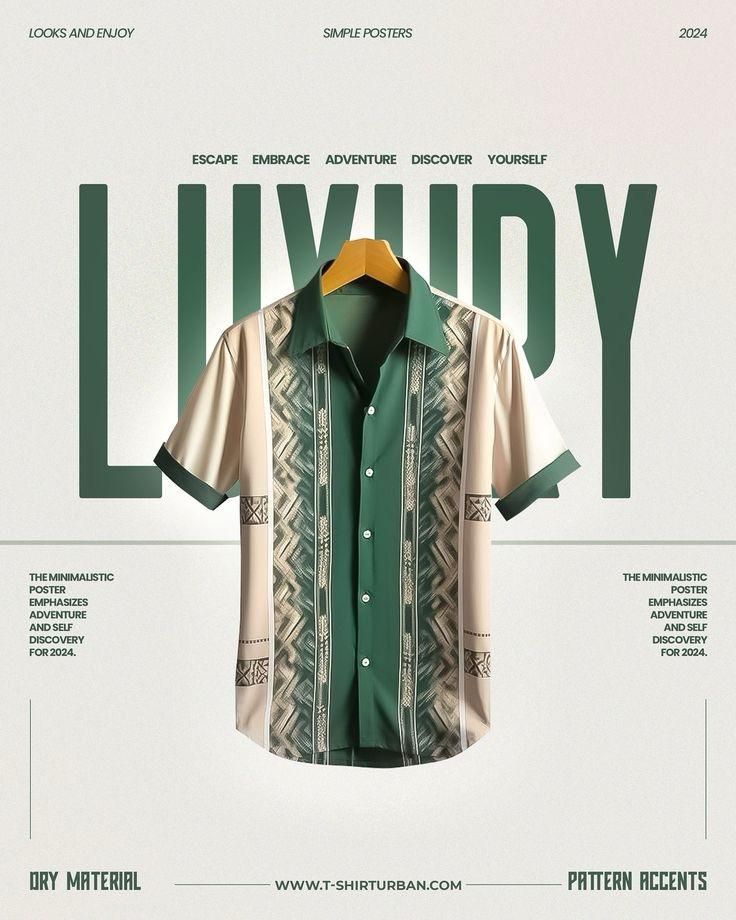 LOOKS AND ENJOY
SIMPLE POSTERS
2024
ESCAPE EMBRACE ADVENTURE DISCOVER YOURSELF
LUXURY
THE MINIMALISTIC
POSTER
EMPHASIZES
ADVENTURE
AND SELF
DISCOVERY
FOR 2024.
THE MINIMALISTIC
POSTER
EMPHASIZES
ADVENTURE
AND SELF
DISCOVERY
FOR 2024.
DRY MATERIAL
WWW.T-SHIRTURBAN.COM
PATTERN ACCENTS